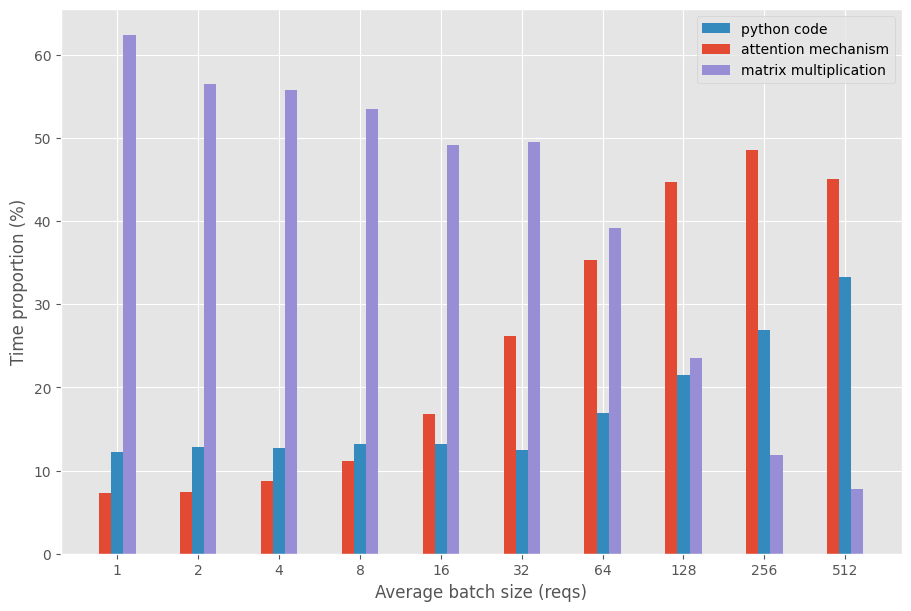 python code
attention mechanism
matrix multiplication
Time proportion (%)
60
50
40
30
20
10
0
1 2 4 8 16 32 64 128 256 512
Average batch size (reqs)